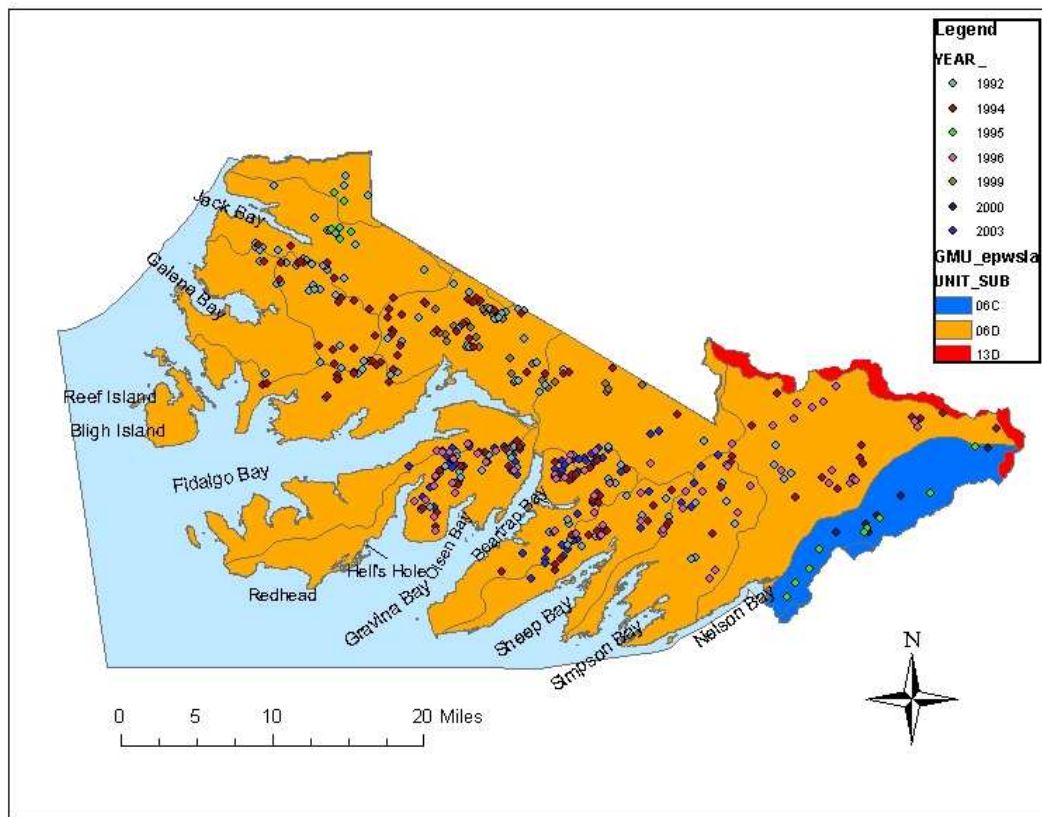 Legend
YEAR_
1992
1994
1995
1996
1999
2000
2003
GMU_epwsla
UNIT_SUB
06C
06D
13D
Jack Bay
Galena Bay
Reef Island
Bligh Island
Fidalgo Bay
Hell's Hole
Redhead
Olsen Bay
Beartrap Bay
Gravina Bay
Sheep Bay
Simpson Bay
Nelson Bay
N
0 5 10 20 Miles